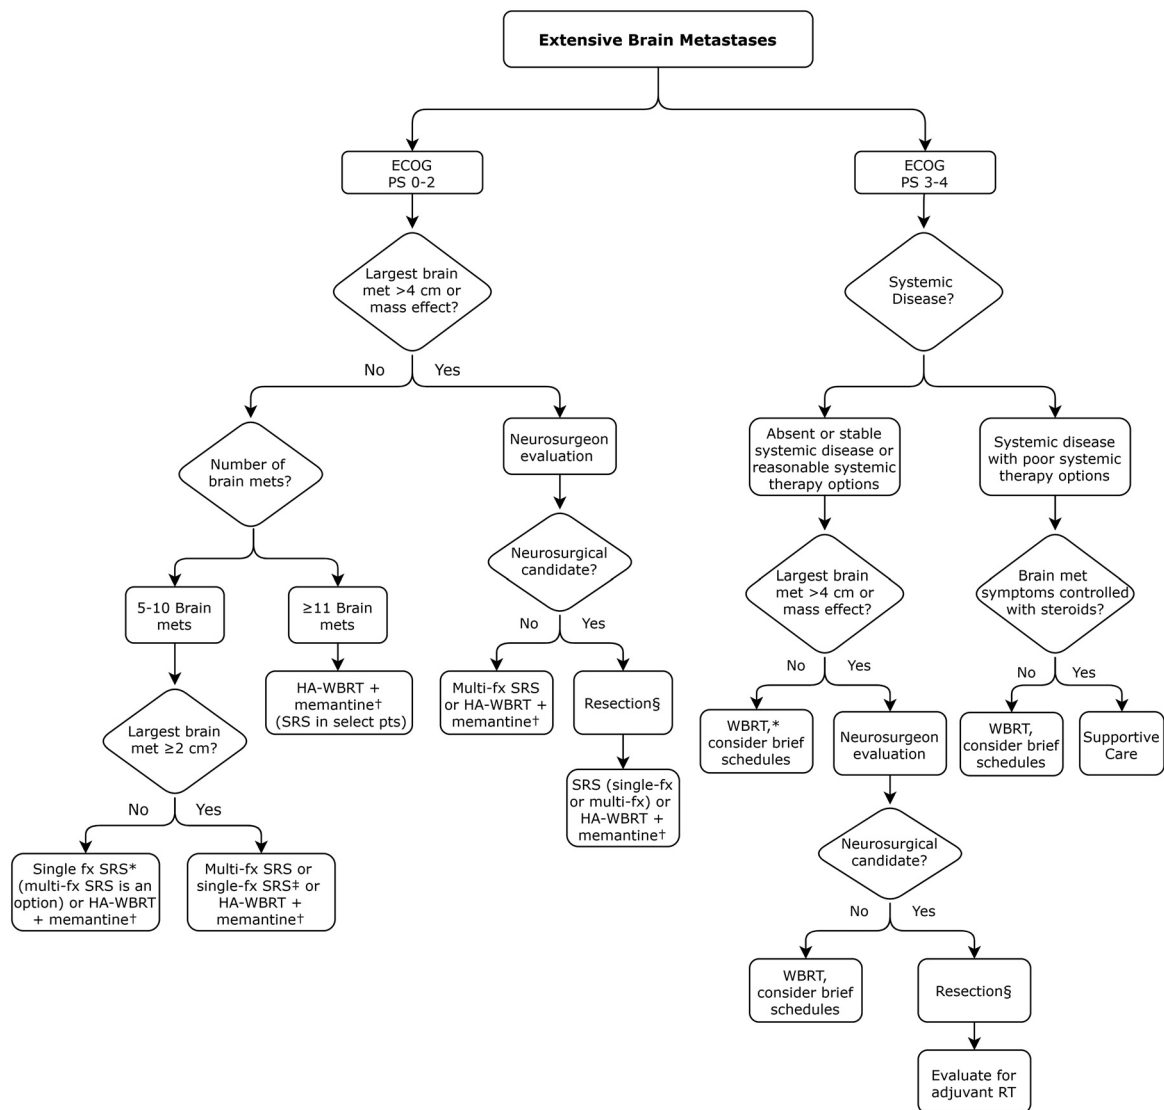 Extensive Brain Metastases
ECOG
PS 0-2
ECOG
PS 3-4
Largest brain
met >4 cm or
mass effect?
Systemic
Disease?
No
Yes
Number of
brain mets?
Neurosurgeon
evaluation
Absent or stable
systemic disease or
reasonable systemic
therapy options
Systemic disease
with poor systemic
therapy options
5-10 Brain
mets
≥11 Brain
mets
Neurosurgical
candidate?
Largest brain
met >4 cm or
mass effect?
Brain met
symptoms controlled
with steroids?
No
Yes
No
Yes
No
Yes
HA-WBRT +
memantine†
(SRS in select pts)
Multi-fx SRS
or HA-WBRT +
memantine†
Resection§
WBRT,*
consider brief
schedules
Neurosurgeon
evaluation
WBRT,
consider brief
schedules
Supportive
Care
Largest brain
met ≥2 cm?
SRS (single-fx
or multi-fx) or
HA-WBRT +
memantine†
No
Yes
Single fx SRS*
(multi-fx SRS is an
option) or HA-WBRT
+ memantine†
Multi-fx SRS or
single-fx SRS‡ or
HA-WBRT +
memantine†
Neurosurgical
candidate?
No
Yes
WBRT,
consider brief
schedules
Resection§
Evaluate for
adjuvant RT